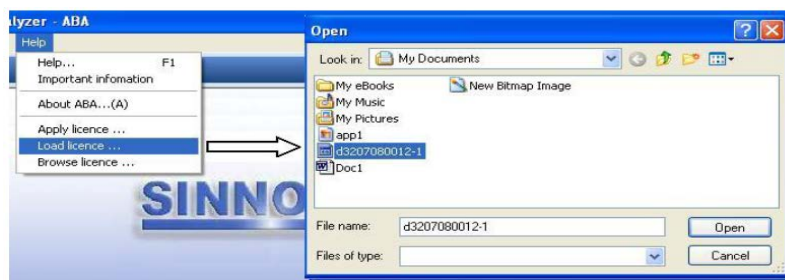 lyzer - ABA
Help
Help... F1
Important infomation
About ABA...(A)
Apply licence ...
Load licence ...
Browse licence ...
SINNO
Open
Look in: My Documents
My eBooks
My Music
My Pictures
app1
d3207080012-1
Doc1
New Bitmap Image
File name: d3207080012-1
Open
Files of type:
Cancel